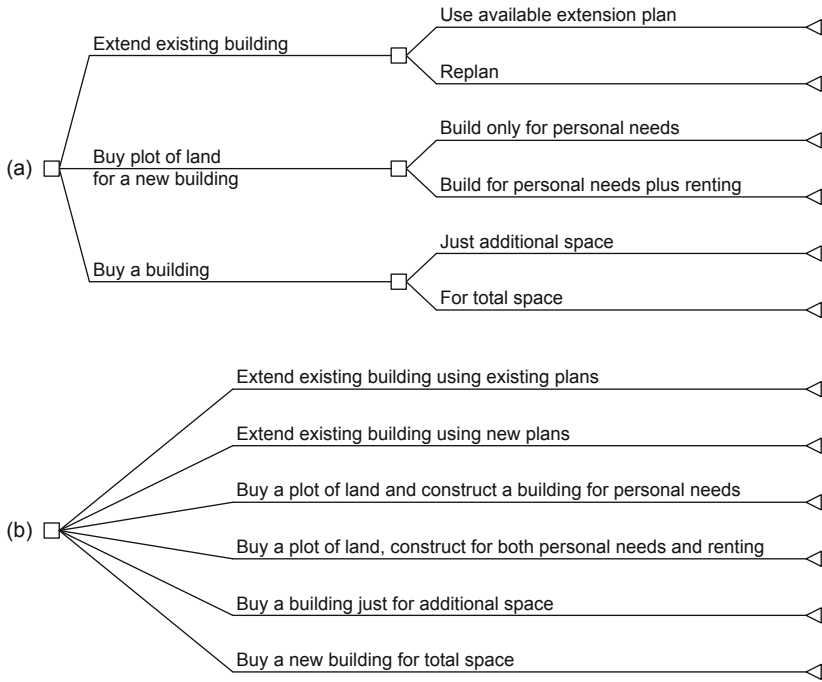 Use available extension plan
Extend existing building
Replan
Build only for personal needs
(a)
Buy plot of land
for a new building
Build for personal needs plus renting
Just additional space
Buy a building
For total space
Extend existing building using existing plans
Extend existing building using new plans
Buy a plot of land and construct a building for personal needs
(b)
Buy a plot of land, construct for both personal needs and renting
Buy a building just for additional space
Buy a new building for total space